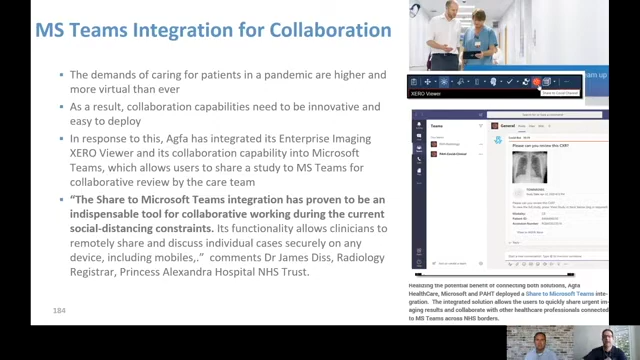 MS Teams Integration for Collaboration
The demands of caring for patients in a pandemic are higher and
more virtual than ever
As a result, collaboration capabilities need to be innovative and
easy to deploy
In response to this, Agfa has integrated its Enterprise Imaging
XERO Viewer and its collaboration capability into Microsoft
Teams, which allows users to share a study to MS Teams for
collaborative review by the care team
“The Share to Microsoft Teams integration has proven to be an
indispensable tool for collaborative working during the current
social-distancing constraints. Its functionality allows clinicians
to remotely share and discuss individual cases securely on any
device, including mobiles,.” comments Dr James Diss, Radiology
Registrar, Princess Alexandra Hospital NHS Trust.
184
am up
XERO Viewer
Share to Covid Channel
Teams
General
Please can you review this CXR?
Realizing the potential benefit of connecting both solutions, Agfa
HealthCare, Microsoft and PAHT deployed a Share to Microsoft Teams inte-
gration. The integrated solution allows the users to quickly share urgent im-
aging results and collaborate with other healthcare professionals connected
to MS Teams across NHS borders.